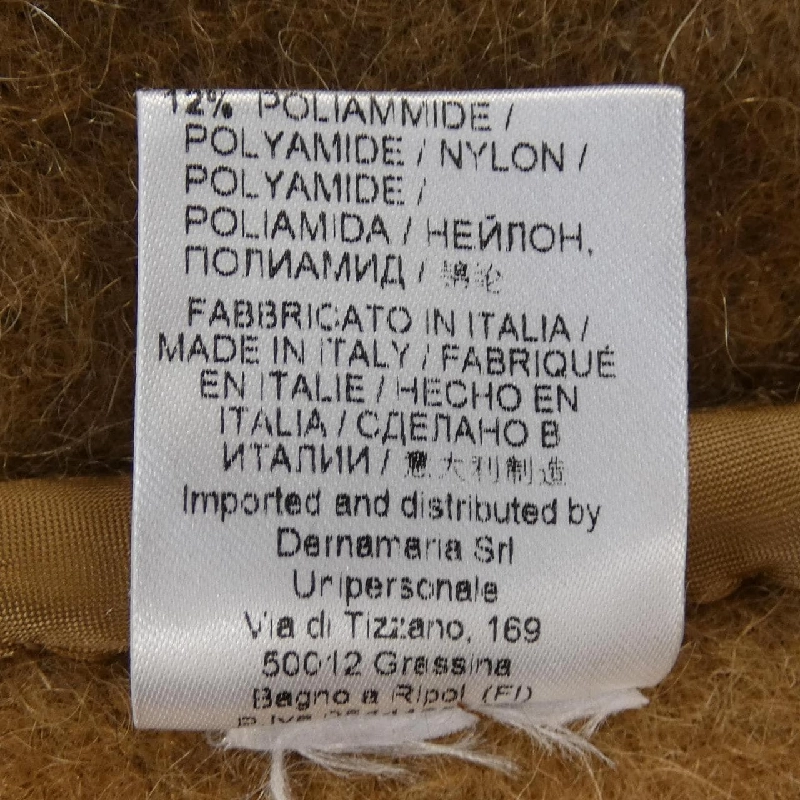 12% POLIAMMIDE /
POLYAMIDE / NYLON /
POLYAMIDE /
POLIAMIDA / НЕЙЛОН,
ПОЛИАМИД / 锦纶
FABBRICATO IN ITALIA /
MADE IN ITALY / FABRIQUÉ
EN ITALIE / HECHO EN
ITALIA / СДЕЛАНО В
ИТАЛИИ / 意大利制造
Imported and distributed by
Dernamaria Srl
Unipersonale
Via di Tizzano, 169
50012 Grassina
Bagno a Ripoli (FI)
P.Iva